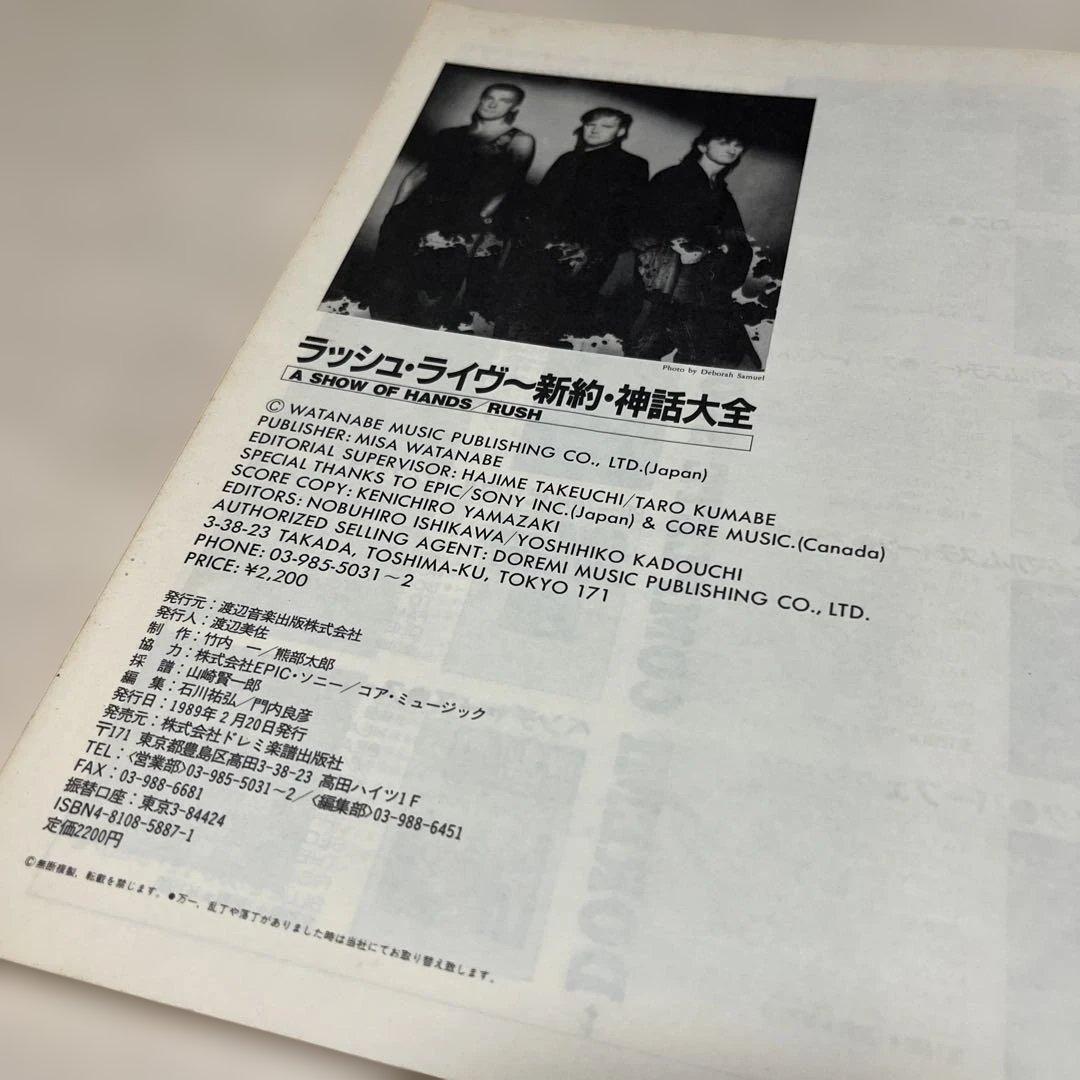 Photo by Deborah Samuel
ラッシュ・ライヴ〜新約・神話大全
A SHOW OF HANDS / RUSH
© WATANABE MUSIC PUBLISHING CO., LTD.(Japan)
PUBLISHER: MISA WATANABE
EDITORIAL SUPERVISOR: HAJIME TAKEUCHI/TARO KUMABE
SPECIAL THANKS TO EPIC/SONY INC.(Japan) & CORE MUSIC.(Canada)
SCORE COPY: KENICHIRO YAMAZAKI
EDITORS: NOBUHIRO ISHIKAWA/YOSHIHIKO KADOUCHI
AUTHORIZED SELLING AGENT: DOREMI MUSIC PUBLISHING CO., LTD.
3-38-23 TAKADA, TOSHIMA-KU, TOKYO 171
PHONE: 03-985-5031〜2
PRICE: ¥2,200
発行元：渡辺音楽出版株式会社
発行人：渡辺美佐
制　作：竹内　一／熊部太郎
協　力：株式会社EPIC・ソニー／コア・ミュージック
採　譜：山崎賢一郎
編　集：石川祐弘／門内良彦
発行日：1989年2月20日発行
発売元：株式会社ドレミ楽譜出版社
〒171 東京都豊島区高田3-38-23 高田ハイツ1F
TEL：〈営業部〉03-985-5031〜2／〈編集部〉03-988-6451
FAX：03-988-6681
振替口座：東京3-84424
ISBN4-8108-5887-1
定価2200円
©無断複製、転載を禁じます。●万一、乱丁や落丁がありました時は当社にてお取り替え致します。